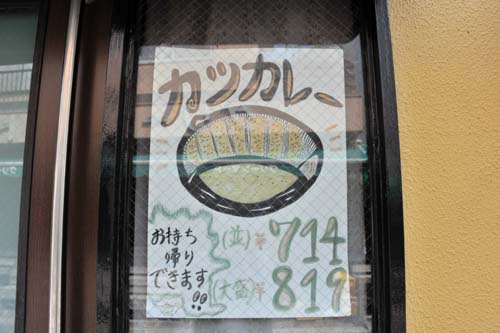 カツカレー
お持ち
帰り
できます!!
(並)¥714
(大盛)¥819